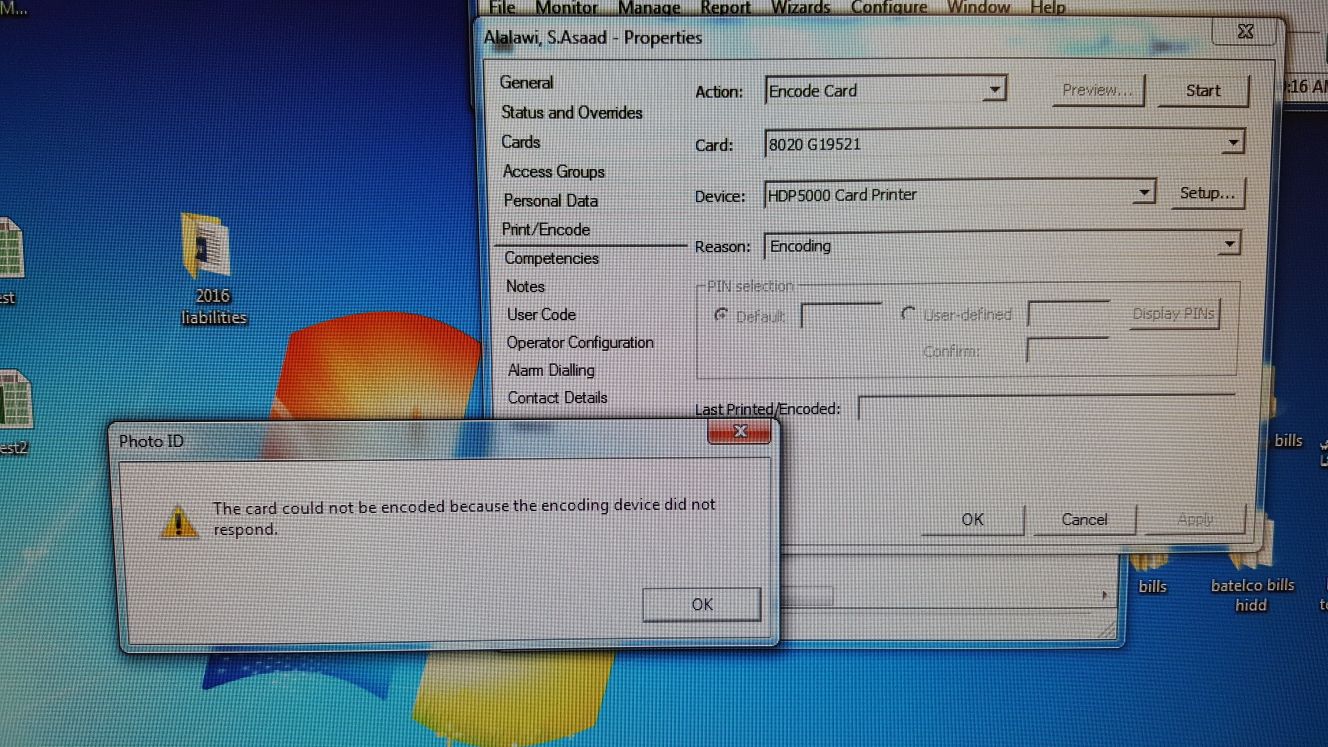 M...
File Monitor Manage Report Wizards Configure Window Help
Alalawi, S.Asaad - Properties
General
Status and Overrides
Cards
Access Groups
Personal Data
Print/Encode
Competencies
Notes
User Code
Operator Configuration
Alarm Dialling
Contact Details
Action: Encode Card Preview... Start
:16 AM
Card: 8020 G19521
Device: HDP5000 Card Printer Setup...
Reason: Encoding
PIN selection
Default: User-defined Display PINs
Confirm:
Last Printed/Encoded:
OK Cancel Apply
2016
liabilities
est
est2
Photo ID
The card could not be encoded because the encoding device did not
respond.
OK
bills
bills
batelco bills
hidd